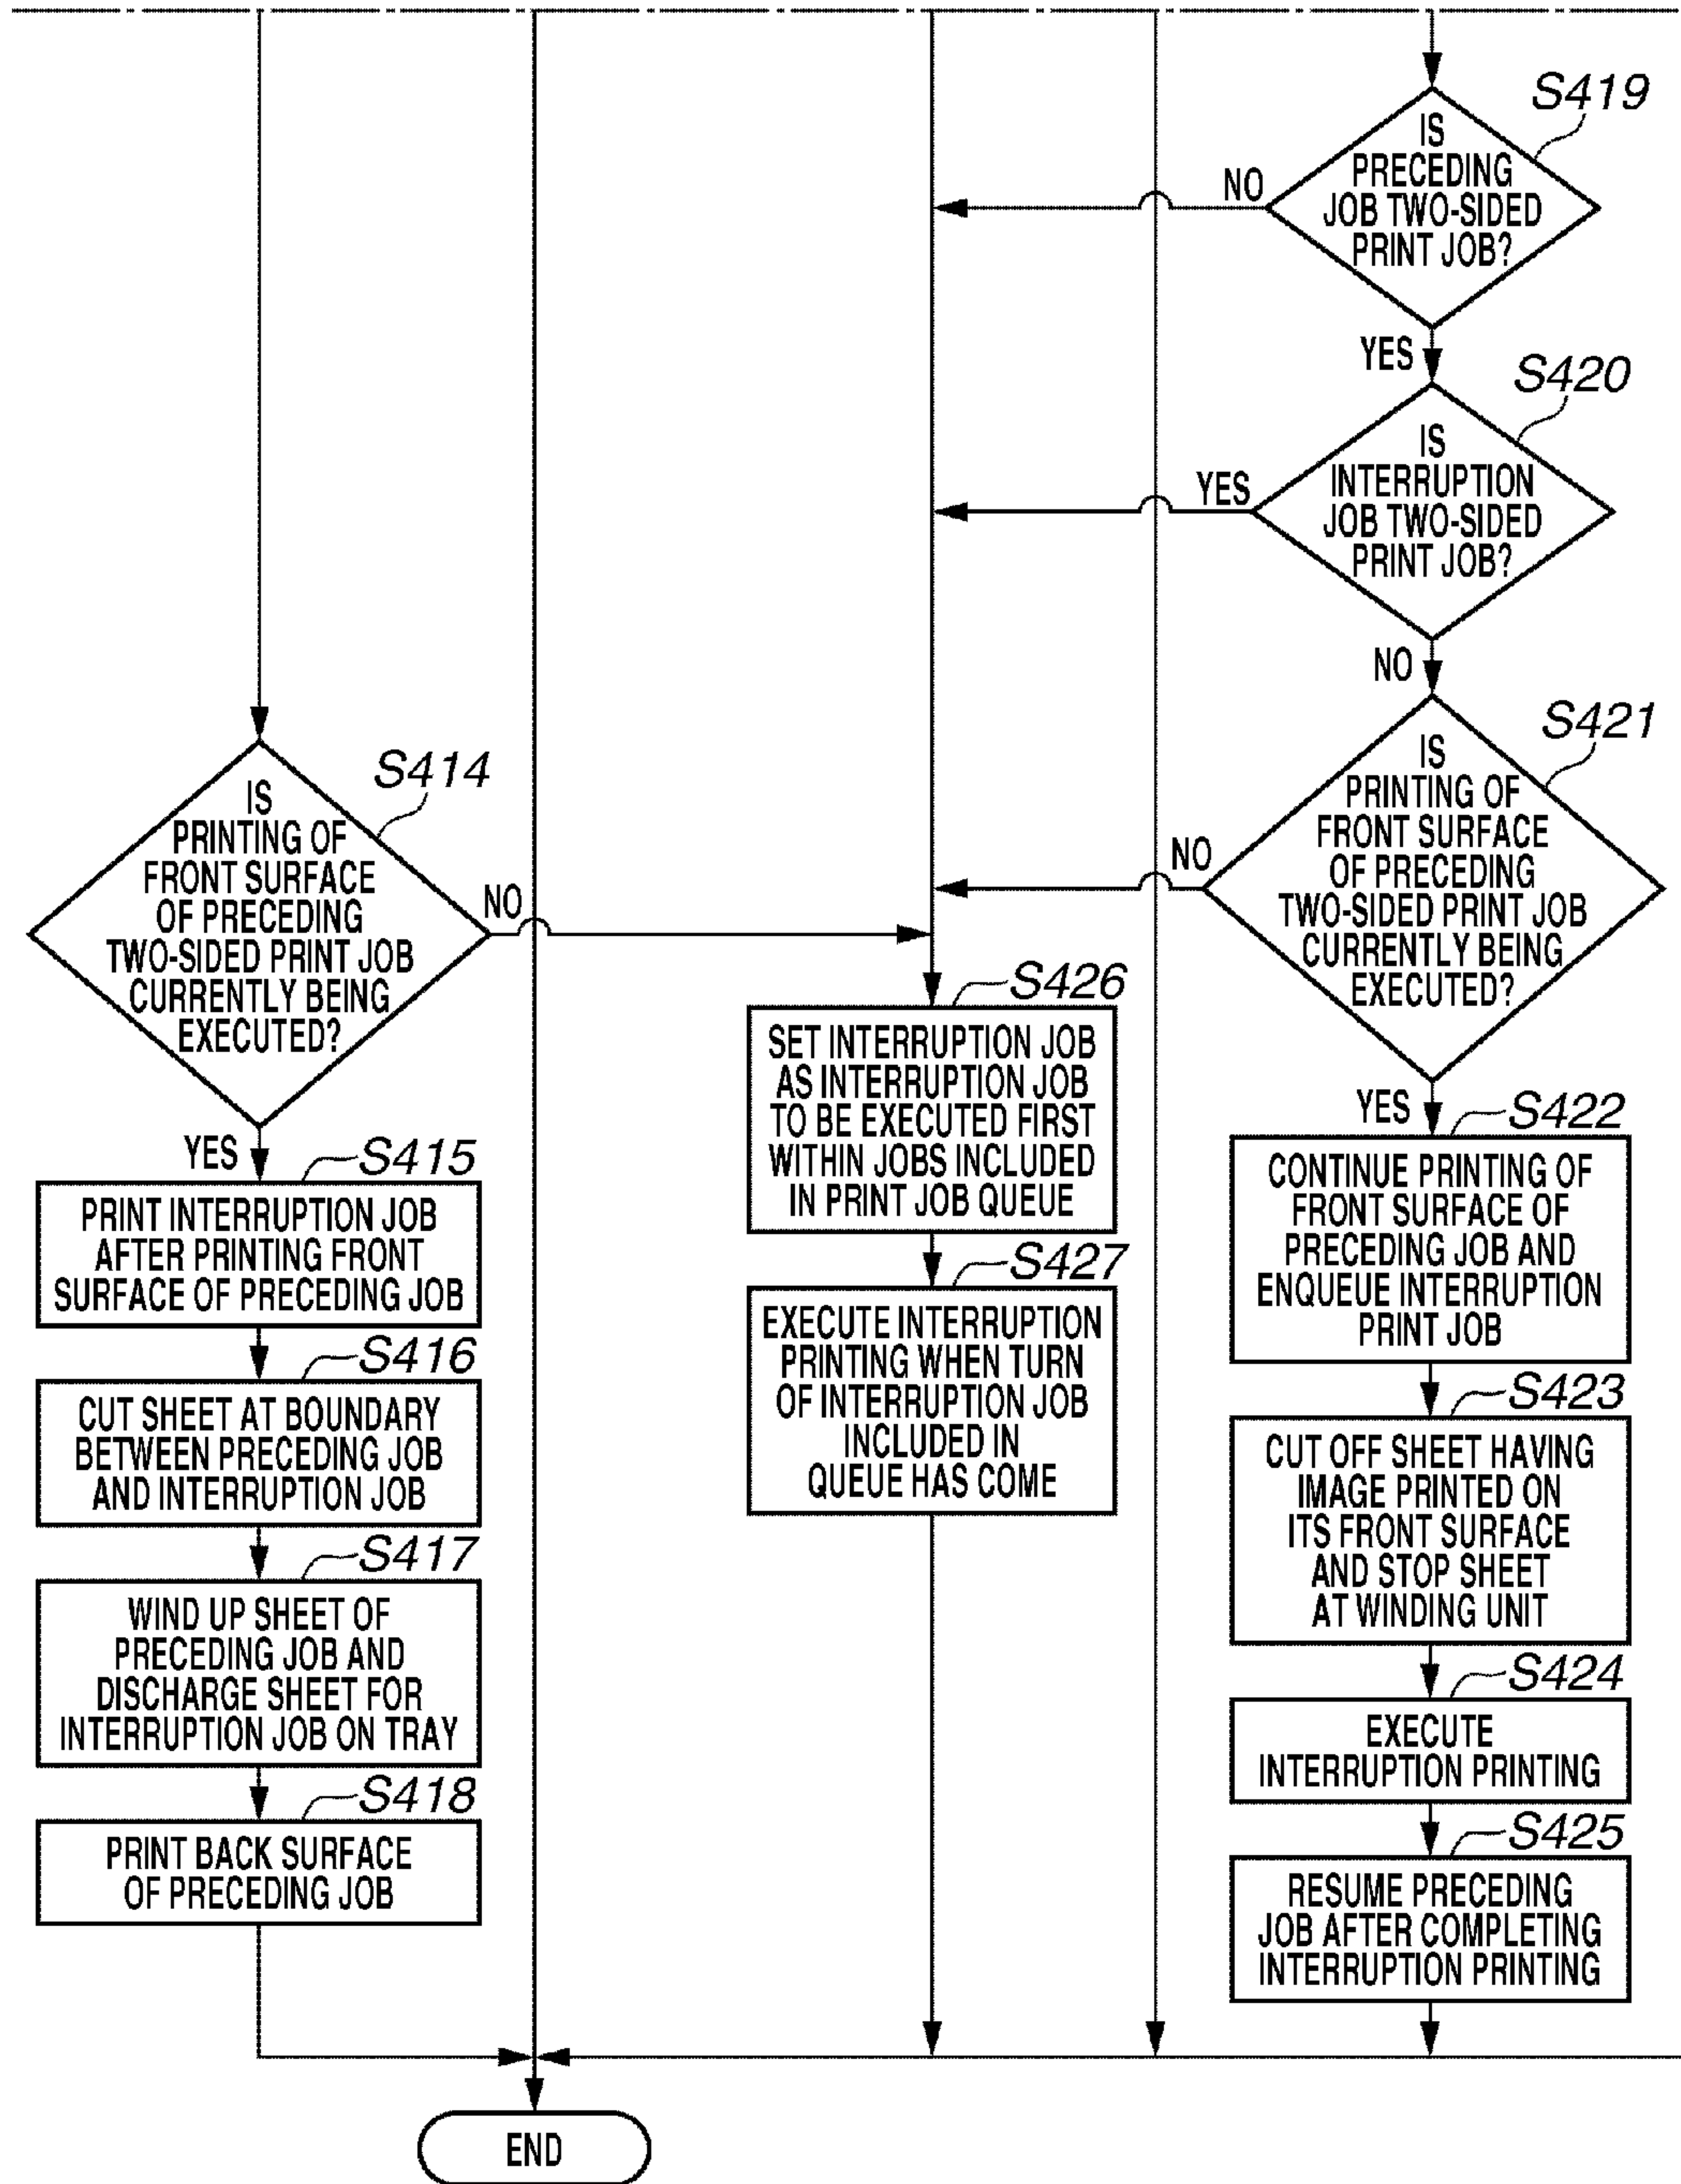 S419
IS
PRECEDING
JOB TWO-SIDED
PRINT JOB?
NO
YES
S420
IS
INTERRUPTION
JOB TWO-SIDED
PRINT JOB?
YES
NO
S421
IS
PRINTING OF
FRONT SURFACE
OF PRECEDING
TWO-SIDED PRINT JOB
CURRENTLY BEING
EXECUTED?
NO
YES
S414
IS
PRINTING OF
FRONT SURFACE
OF PRECEDING
TWO-SIDED PRINT JOB
CURRENTLY BEING
EXECUTED?
NO
YES
S415
PRINT INTERRUPTION JOB
AFTER PRINTING FRONT
SURFACE OF PRECEDING JOB
S416
CUT SHEET AT BOUNDARY
BETWEEN PRECEDING JOB
AND INTERRUPTION JOB
S417
WIND UP SHEET OF
PRECEDING JOB AND
DISCHARGE SHEET FOR
INTERRUPTION JOB ON TRAY
S418
PRINT BACK SURFACE
OF PRECEDING JOB
S426
SET INTERRUPTION JOB
AS INTERRUPTION JOB
TO BE EXECUTED FIRST
WITHIN JOBS INCLUDED
IN PRINT JOB QUEUE
S427
EXECUTE INTERRUPTION
PRINTING WHEN TURN
OF INTERRUPTION JOB
INCLUDED IN
QUEUE HAS COME
S422
CONTINUE PRINTING OF
FRONT SURFACE OF
PRECEDING JOB AND
ENQUEUE INTERRUPTION
PRINT JOB
S423
CUT OFF SHEET HAVING
IMAGE PRINTED ON
ITS FRONT SURFACE
AND STOP SHEET
AT WINDING UNIT
S424
EXECUTE
INTERRUPTION PRINTING
S425
RESUME PRECEDING
JOB AFTER COMPLETING
INTERRUPTION PRINTING
END